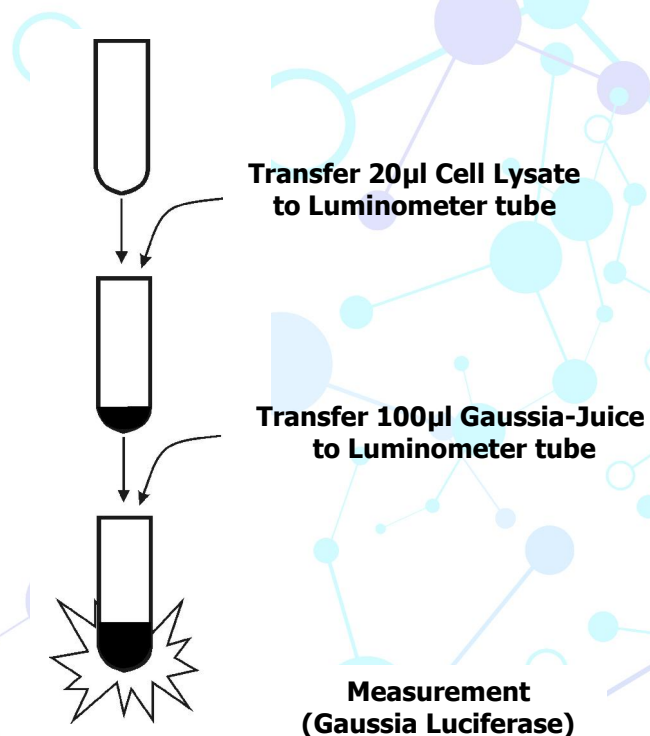 Transfer 20µl Cell Lysate
to Luminometer tube
Transfer 100µl Gaussia-Juice
to Luminometer tube
Measurement
(Gaussia Luciferase)